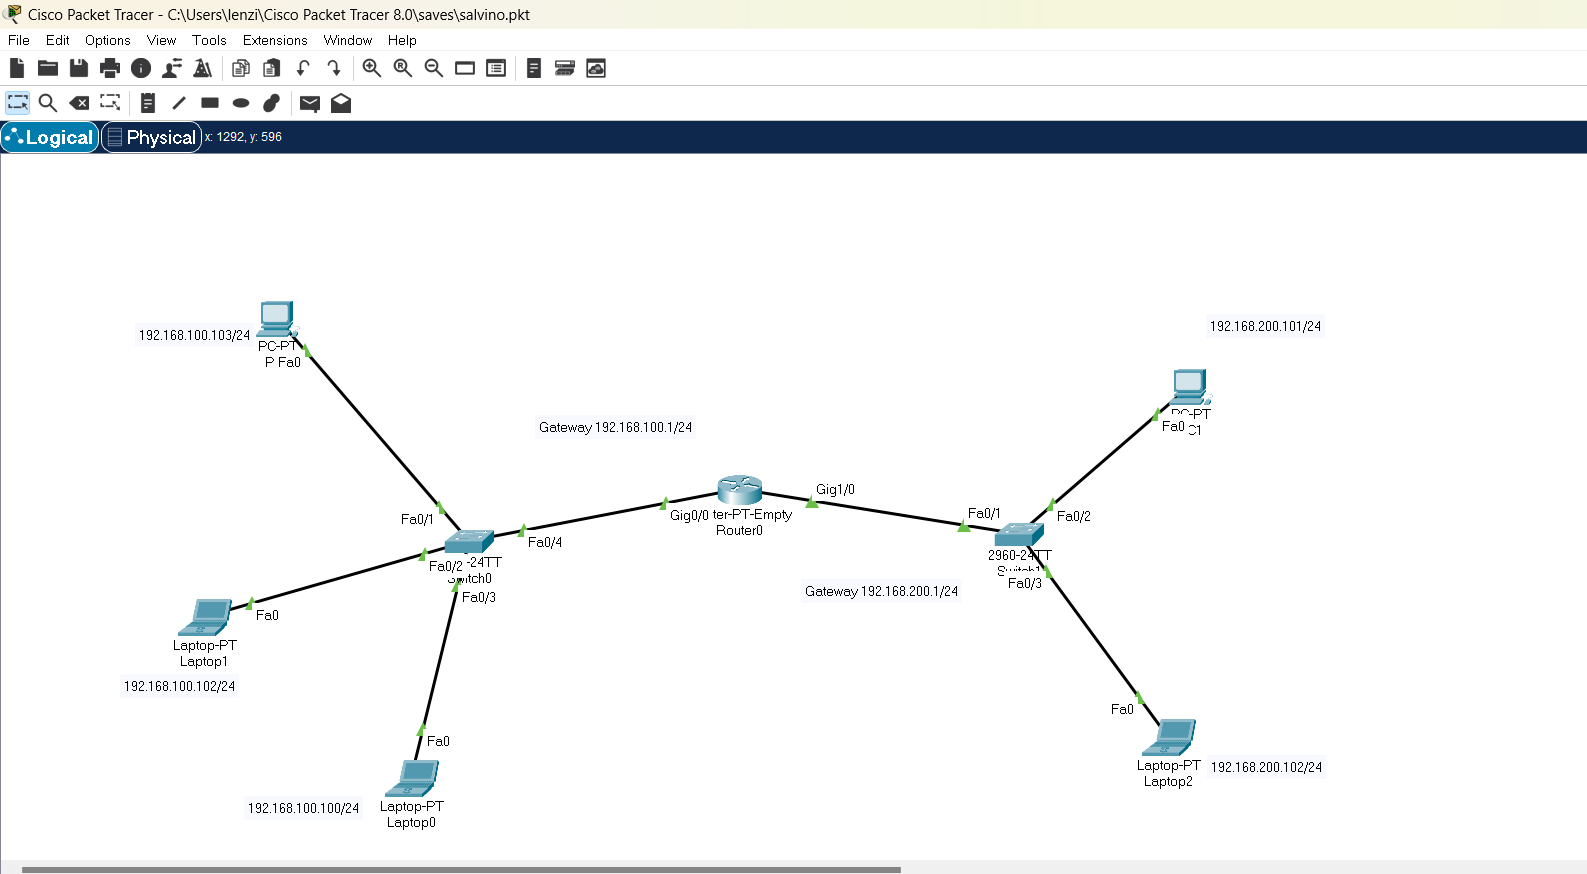 Cisco Packet Tracer - C:\Users\lenzi\Cisco Packet Tracer 8.0\saves\salvino.pkt
File Edit Options View Tools Extensions Window Help
Logical Physical x: 1292, y: 596
192.168.100.103/24
PC-PT
P Fa0
192.168.200.101/24
PC-PT
Fa0 C1
Gateway 192.168.100.1/24
Gig1/0
Gig0/0 ter-PT-Empty
Router0
Fa0/1
Fa0/4
Fa0/2 -24TT
Switch0
Fa0/3
Fa0/1
Fa0/2
2960-24TT
Switch1
Fa0/3
Gateway 192.168.200.1/24
Fa0
Laptop-PT
Laptop1
192.168.100.102/24
Fa0
192.168.100.100/24
Laptop-PT
Laptop0
Fa0
Laptop-PT
Laptop2
192.168.200.102/24